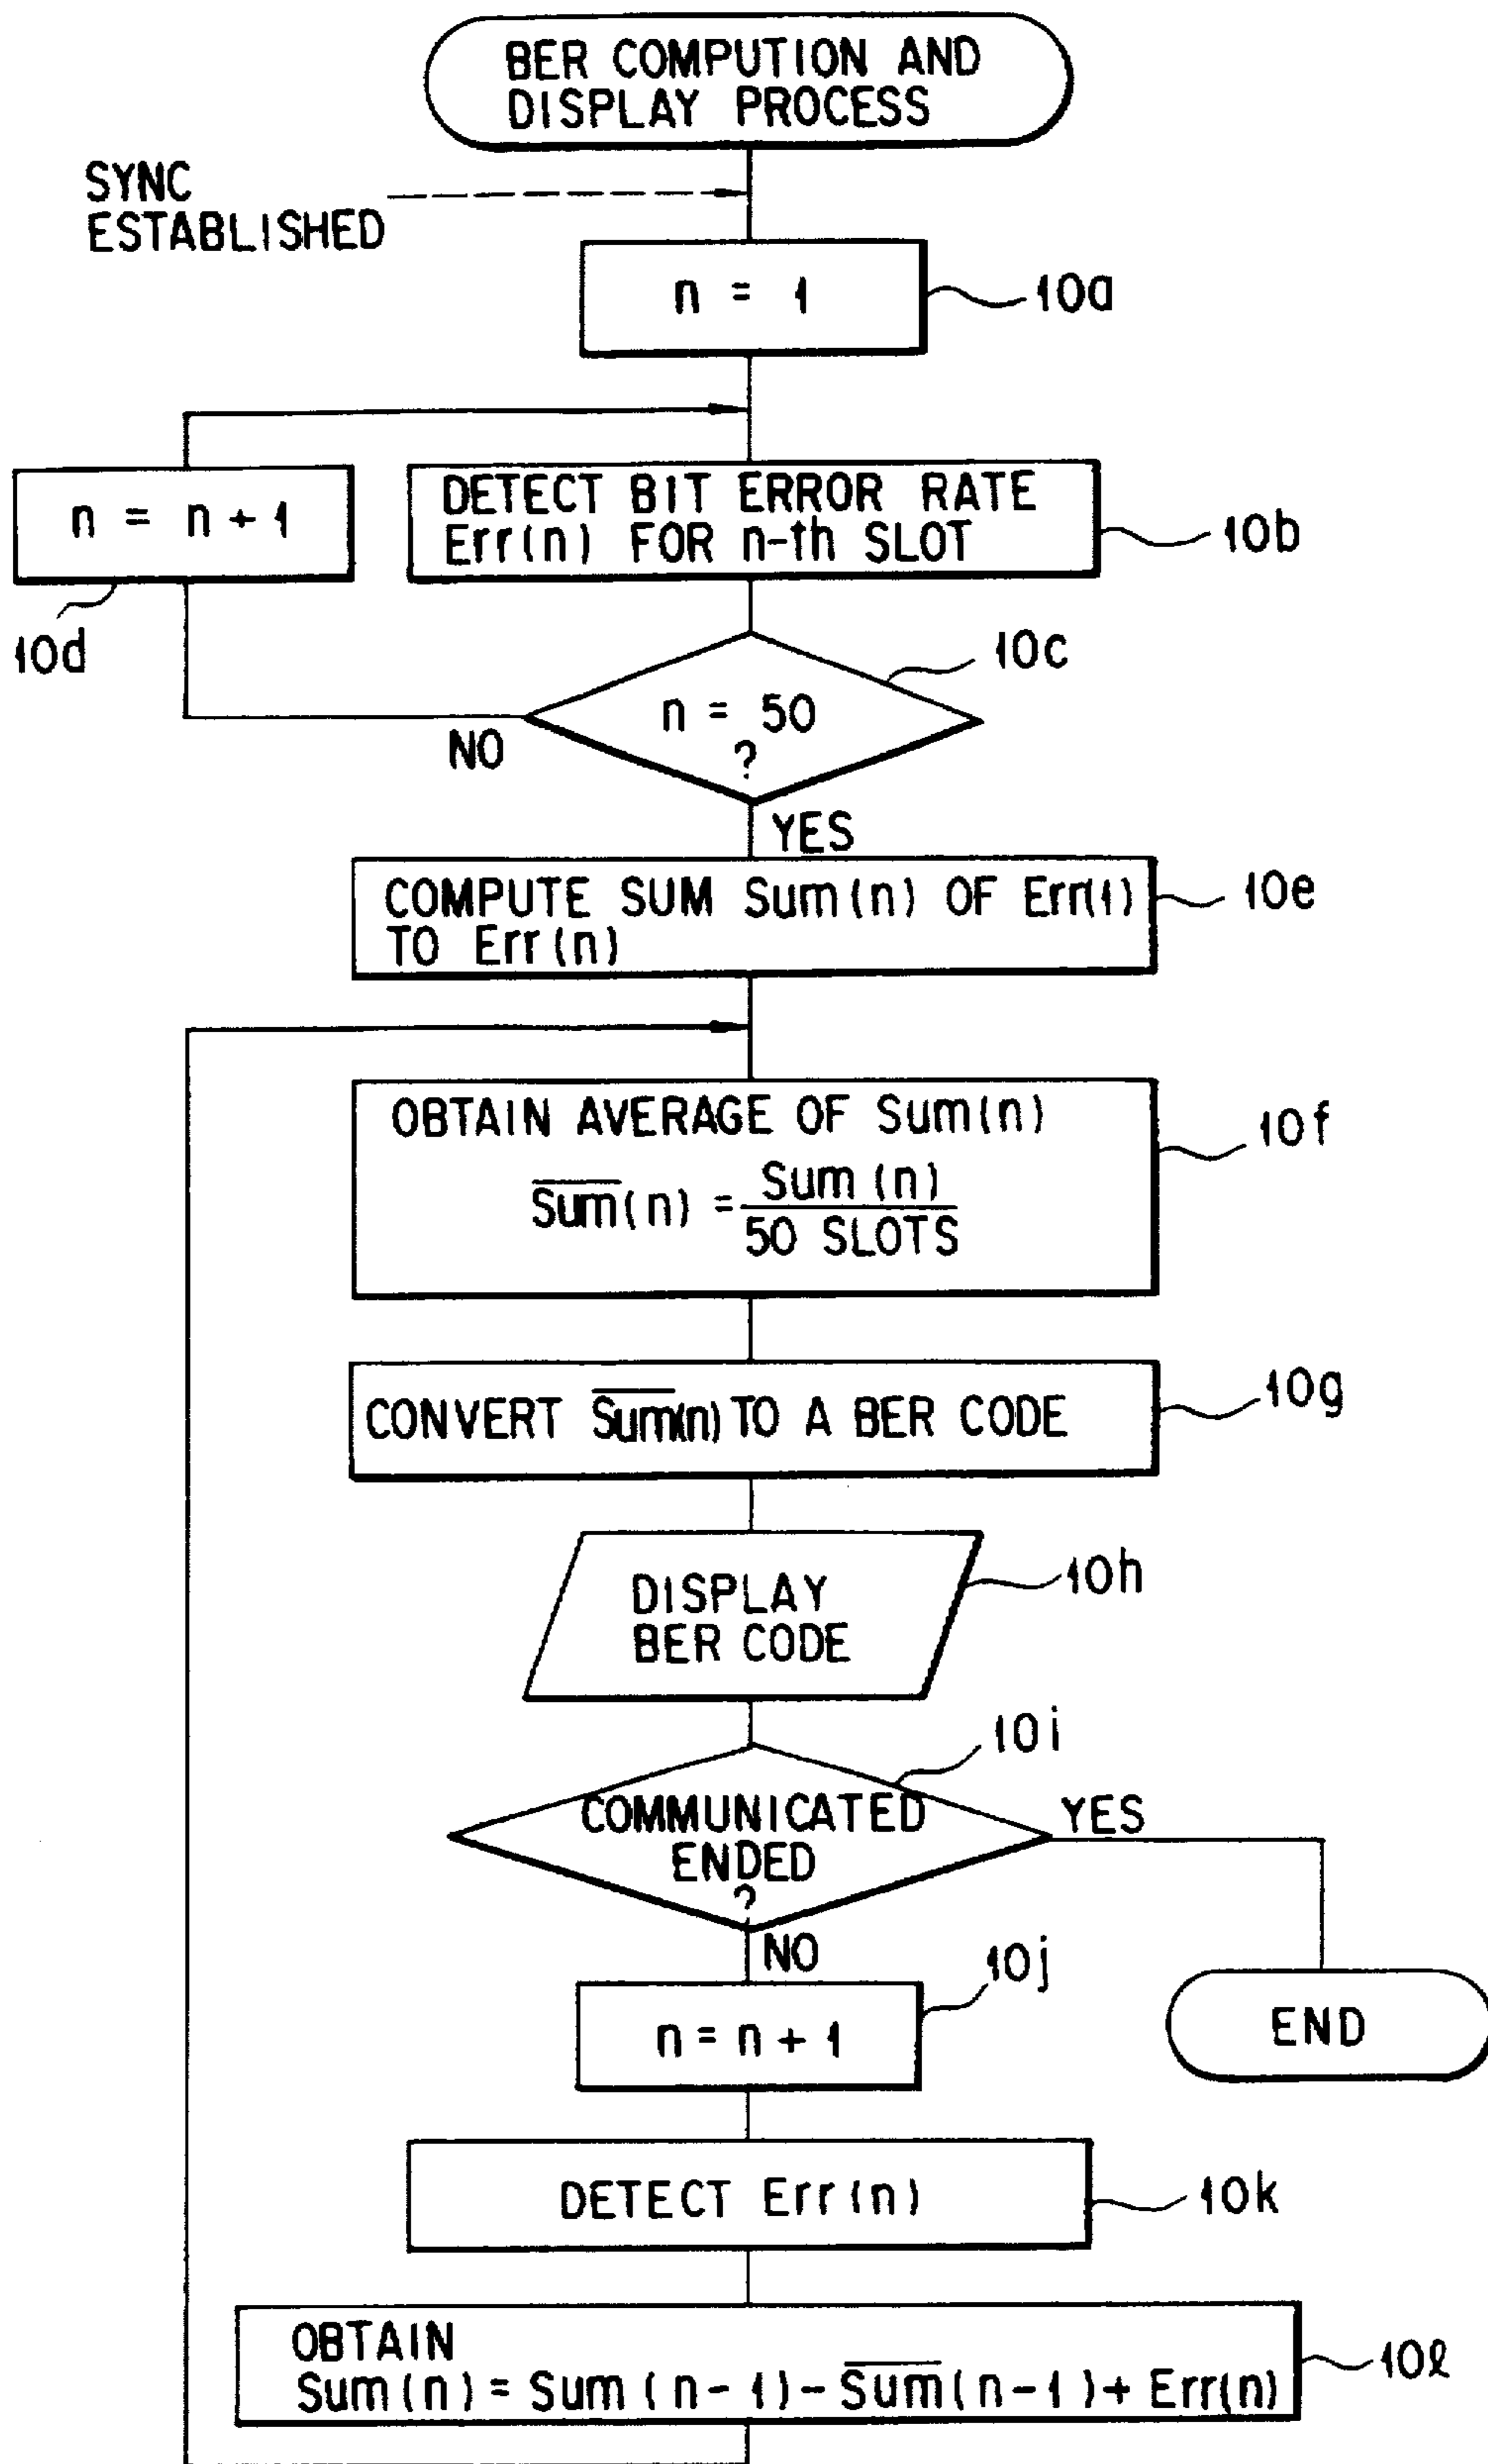 BER COMPUTION AND
DISPLAY PROCESS
SYNC
ESTABLISHED
n = 1
10a
n = n + 1
10d
DETECT BIT ERROR RATE
Err(n) FOR n-th SLOT
10b
10c
n = 50
?
NO
YES
COMPUTE SUM Sum(n) OF Err(1)
TO Err(n)
10e
OBTAIN AVERAGE OF Sum(n)
S̅u̅m̅(n) = Sum (n) / 50 SLOTS
10f
CONVERT S̅u̅m̅(n) TO A BER CODE
10g
DISPLAY
BER CODE
10h
10i
COMMUNICATED
ENDED
?
YES
NO
10j
n = n + 1
END
DETECT Err(n)
10k
OBTAIN
Sum(n) = Sum(n-1) - S̅u̅m̅(n-1) + Err(n)
10ℓ